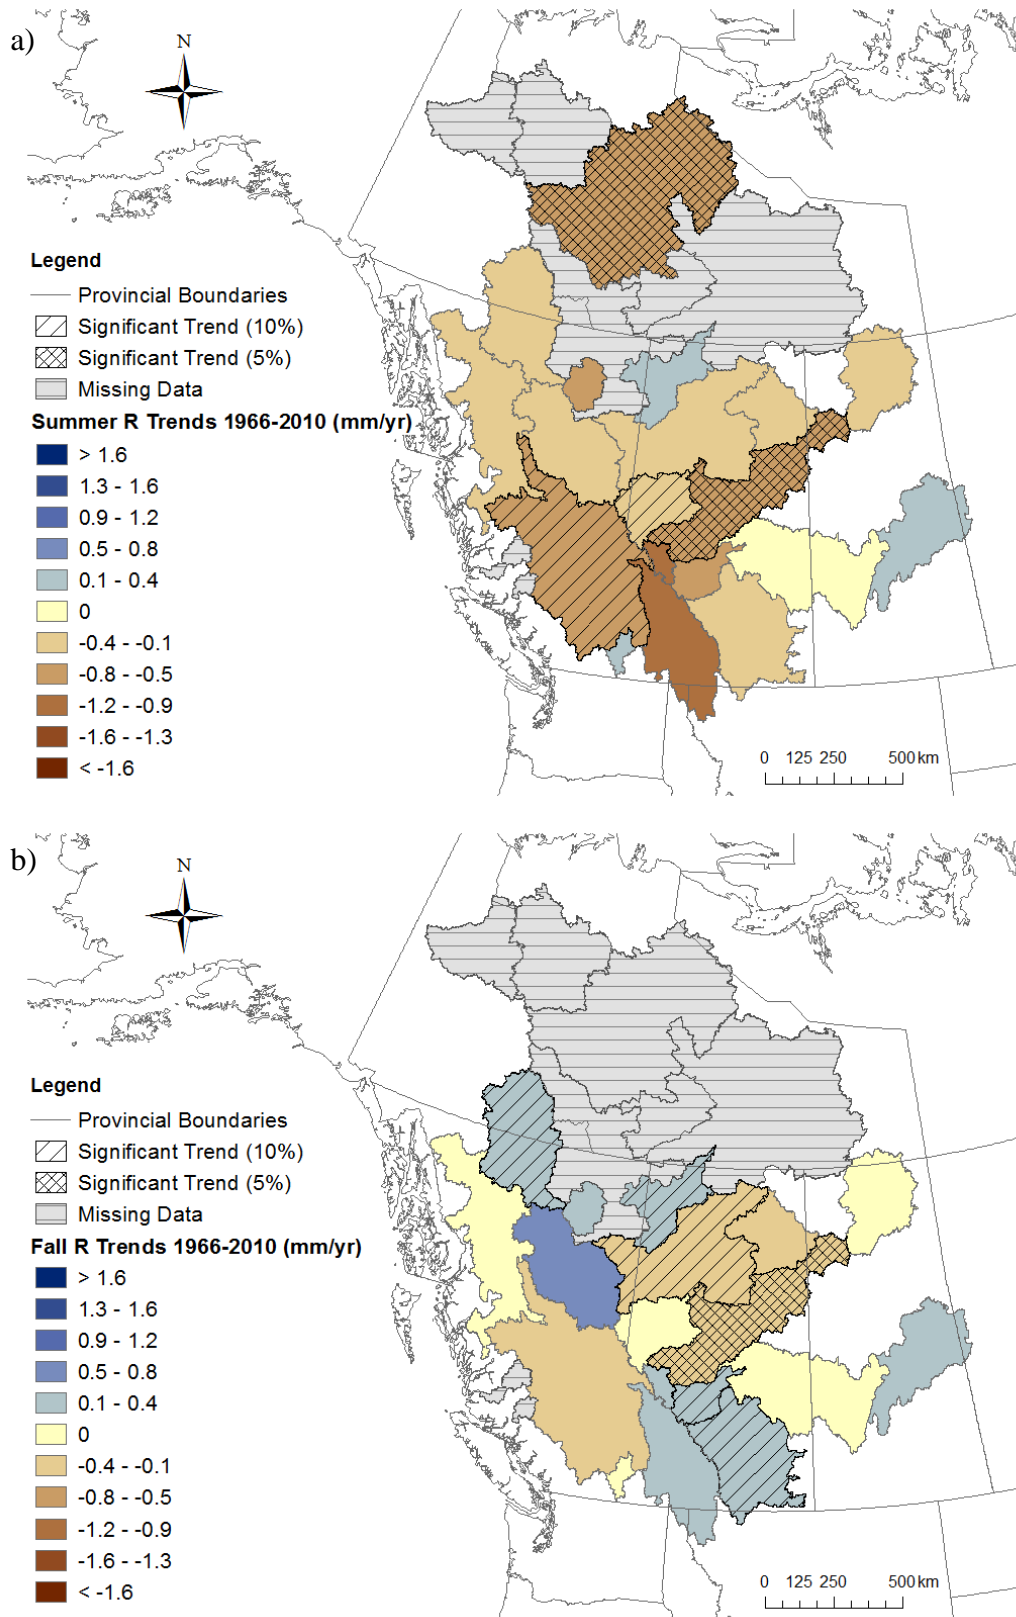 a)
N
Legend
Provincial Boundaries
Significant Trend (10%)
Significant Trend (5%)
Missing Data
Summer R Trends 1966-2010 (mm/yr)
> 1.6
1.3 - 1.6
0.9 - 1.2
0.5 - 0.8
0.1 - 0.4
0
-0.4 - -0.1
-0.8 - -0.5
-1.2 - -0.9
-1.6 - -1.3
< -1.6
0 125 250 500 km
b)
N
Legend
Provincial Boundaries
Significant Trend (10%)
Significant Trend (5%)
Missing Data
Fall R Trends 1966-2010 (mm/yr)
> 1.6
1.3 - 1.6
0.9 - 1.2
0.5 - 0.8
0.1 - 0.4
0
-0.4 - -0.1
-0.8 - -0.5
-1.2 - -0.9
-1.6 - -1.3
< -1.6
0 125 250 500 km